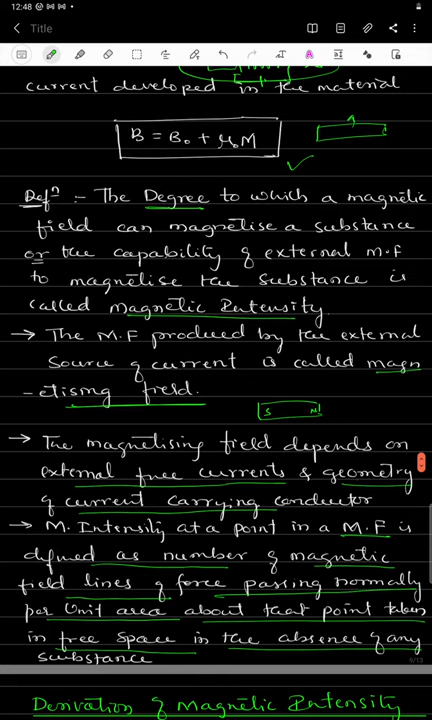 12:48
Title
current developed in the material
B = B₀ + μ₀M
Defⁿ :- The Degree to which a magnetic
field can magnetise a substance
or the capability of external M.F
to magnetise the substance is
called Magnetic Intensity.
→ The M.F produced by the external
Source of current is called magn
-etising field.
S N
→ The magnetising field depends on
external free currents & geometry
of current carrying conductor
→ M. Intensity at a point in a M.F is
defined as number of magnetic
field lines of force passing normally
per Unit area about that point taken
in free space in the absence of any
substance
9/13
Derivation of Magnetic Intensity